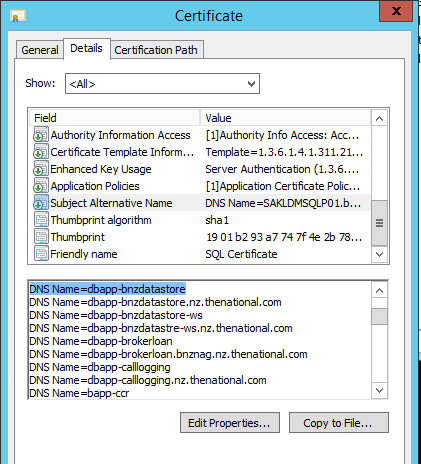 Certificate
x
General Details Certification Path
Show: <All>
Field Value
Authority Information Access [1]Authority Info Access: Acc...
Certificate Template Inform... Template=1.3.6.1.4.1.311.21...
Enhanced Key Usage Server Authentication (1.3.6....
Application Policies [1]Application Certificate Polic...
Subject Alternative Name DNS Name=SAKLDMSQLP01.b...
Thumbprint algorithm sha1
Thumbprint 19 01 b2 93 a7 74 7f 4e 2b 78...
Friendly name SQL Certificate
DNS Name=dbapp-bnzdatastore
DNS Name=dbapp-bnzdatastore.nz.thenational.com
DNS Name=dbapp-bnzdatastore-ws
DNS Name=dbapp-bnzdatastre-ws.nz.thenational.com
DNS Name=dbapp-brokerloan
DNS Name=dbapp-brokerloan.bnznag.nz.thenational.com
DNS Name=dbapp-calllogging
DNS Name=dbapp-calllogging.nz.thenational.com
DNS Name=bapp-ccr
Edit Properties... Copy to File...